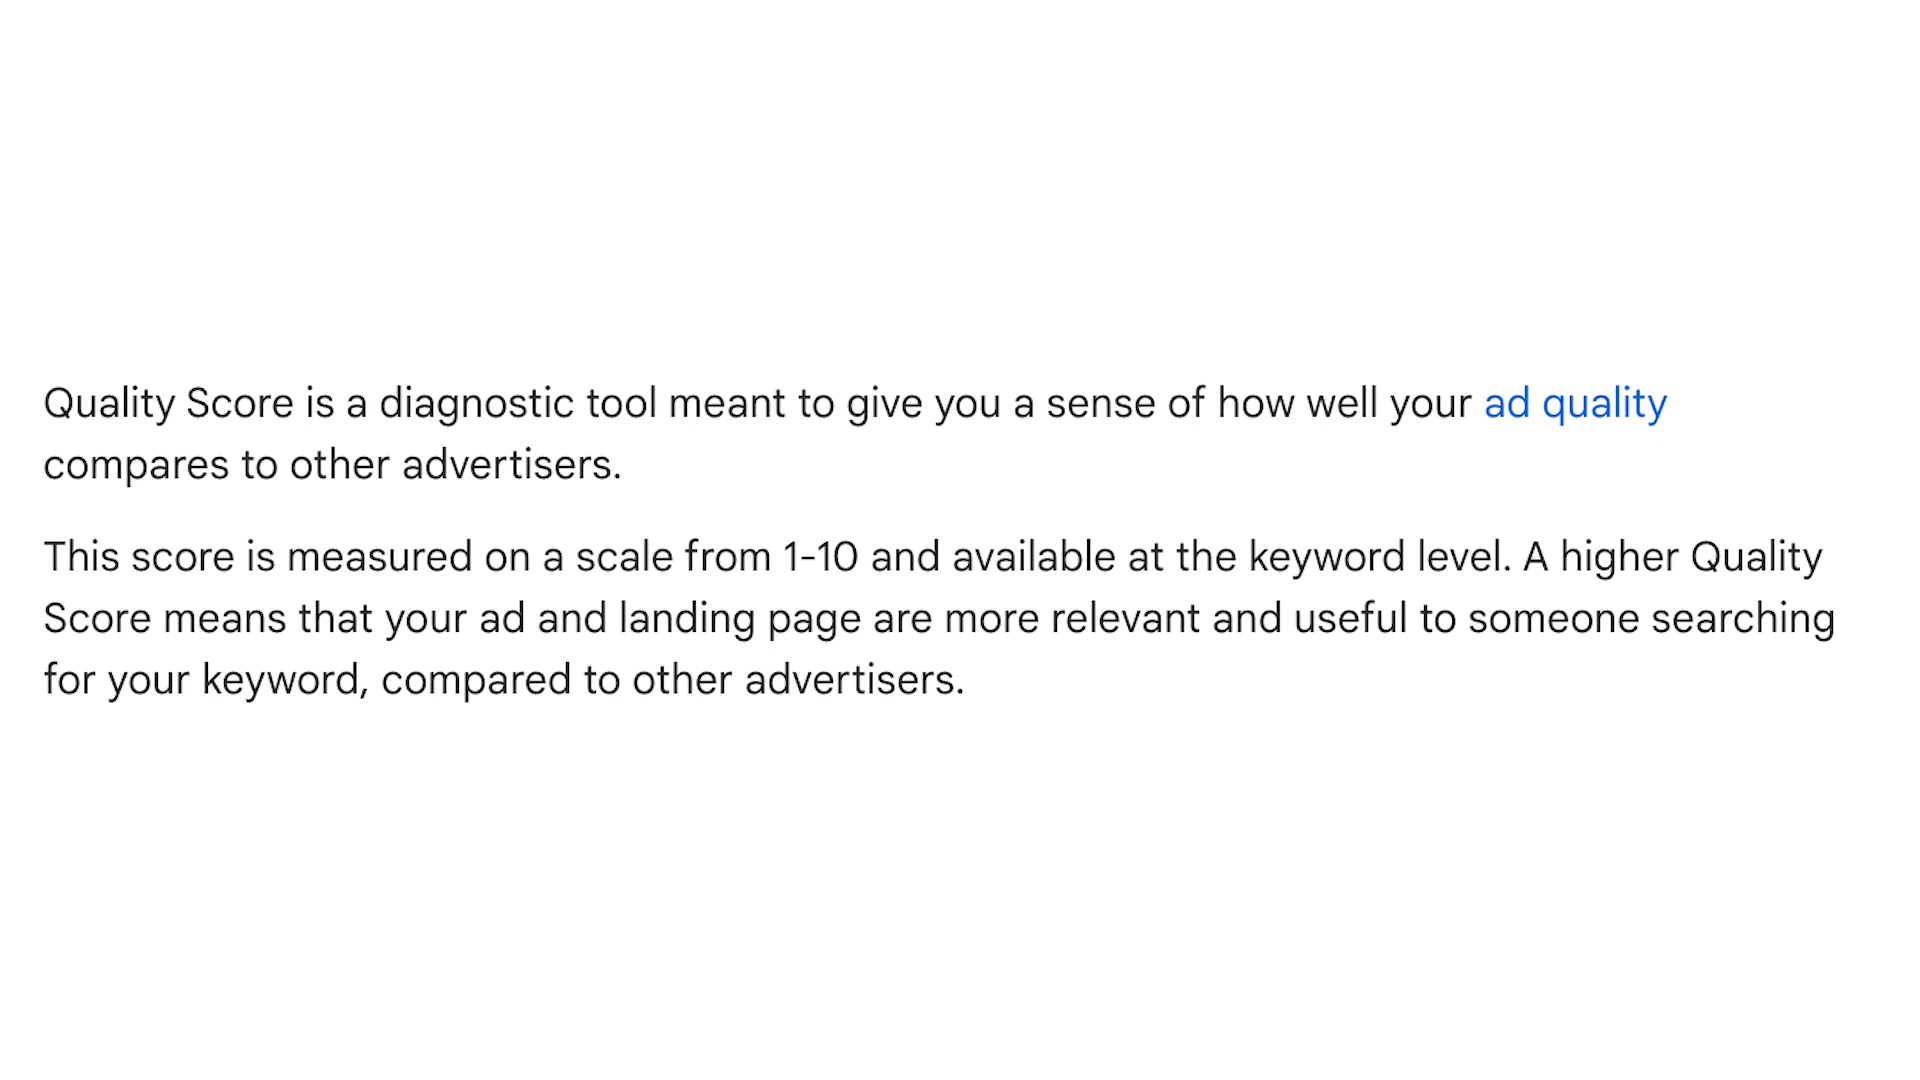 Quality Score is a diagnostic tool meant to give you a sense of how well your ad quality
compares to other advertisers.
This score is measured on a scale from 1-10 and available at the keyword level. A higher Quality
Score means that your ad and landing page are more relevant and useful to someone searching
for your keyword, compared to other advertisers.